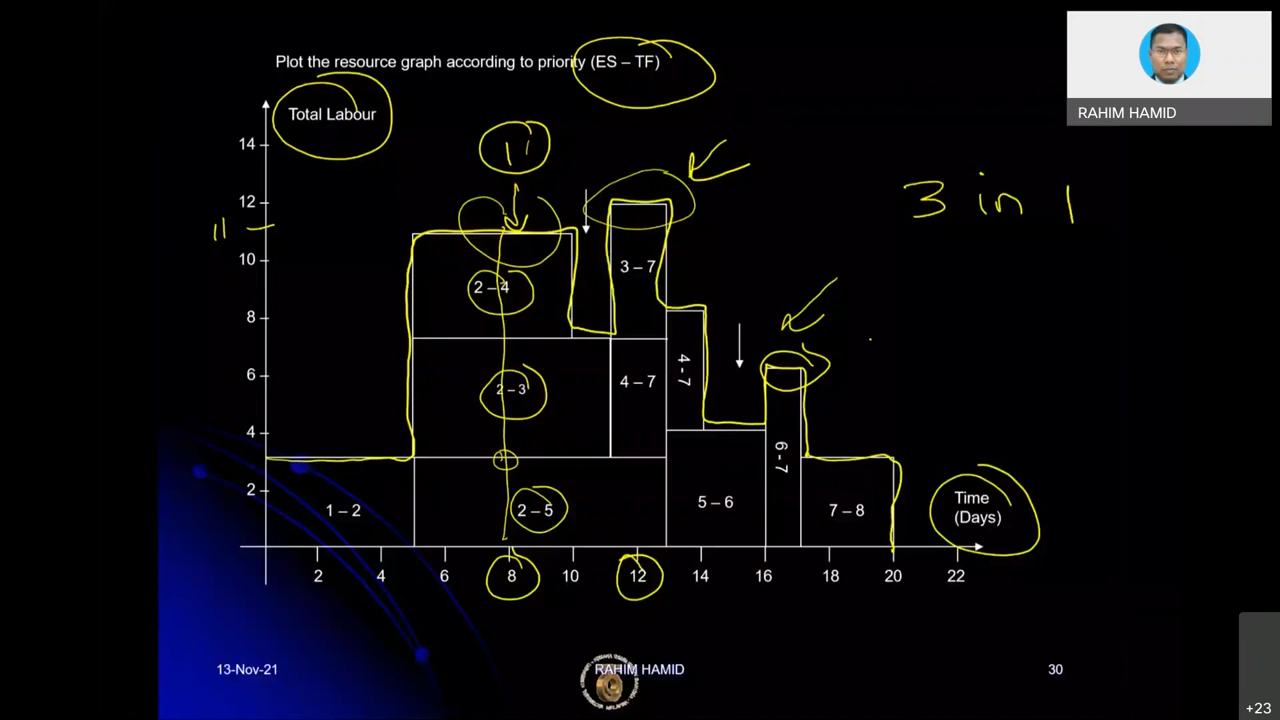 Plot the resource graph according to priority (ES – TF)
RAHIM HAMID
Total Labour
14
11
12
3 in 1
11
10
8
6
4
2
3 – 7
2 – 4
4 – 7
4 - 7
2 – 3
6 - 7
1 – 2
2 – 5
5 – 6
7 – 8
Time
(Days)
2
4
6
8
10
12
14
16
18
20
22
13-Nov-21
RAHIM HAMID
30
+23